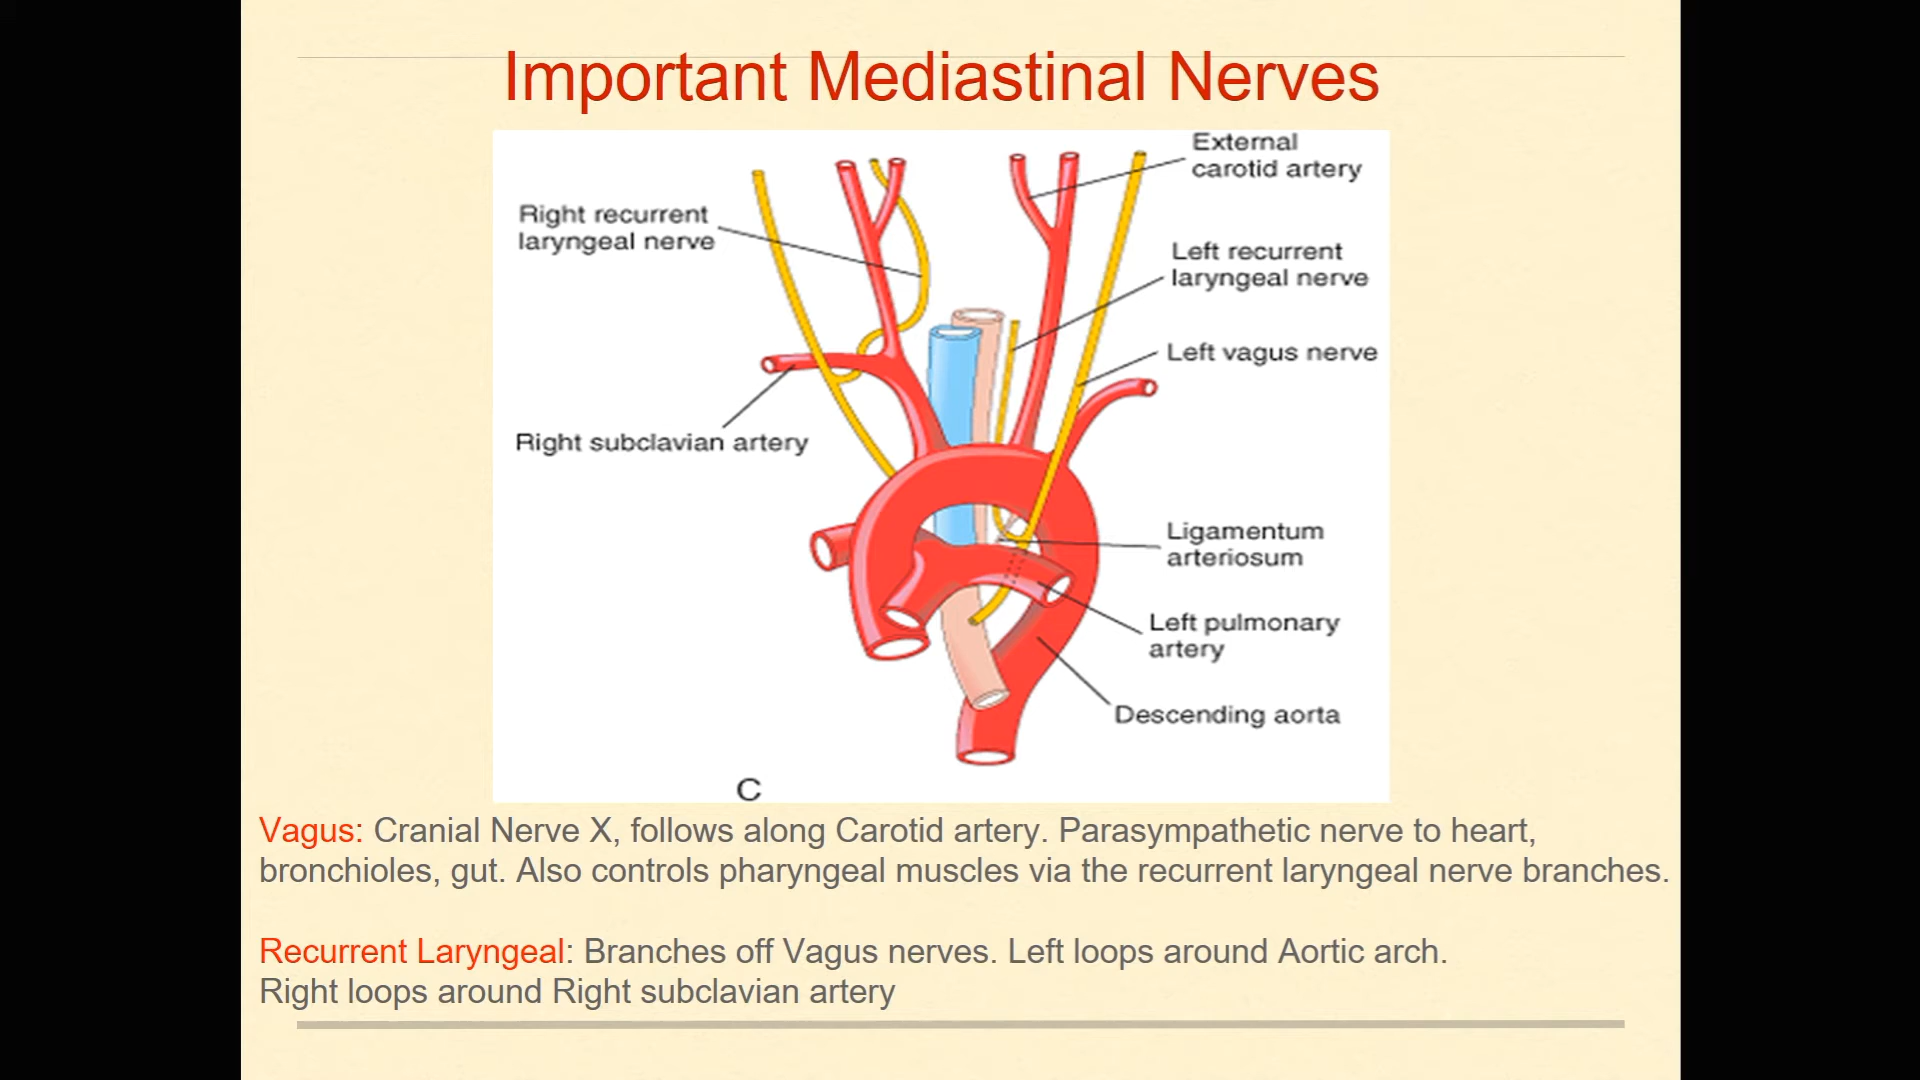 Important Mediastinal Nerves
External
carotid artery
Right recurrent
laryngeal nerve
Left recurrent
laryngeal nerve
Left vagus nerve
Right subclavian artery
Ligamentum
arteriosum
Left pulmonary
artery
Descending aorta
C
Vagus: Cranial Nerve X, follows along Carotid artery. Parasympathetic nerve to heart,
bronchioles, gut. Also controls pharyngeal muscles via the recurrent laryngeal nerve branches.
Recurrent Laryngeal: Branches off Vagus nerves. Left loops around Aortic arch.
Right loops around Right subclavian artery